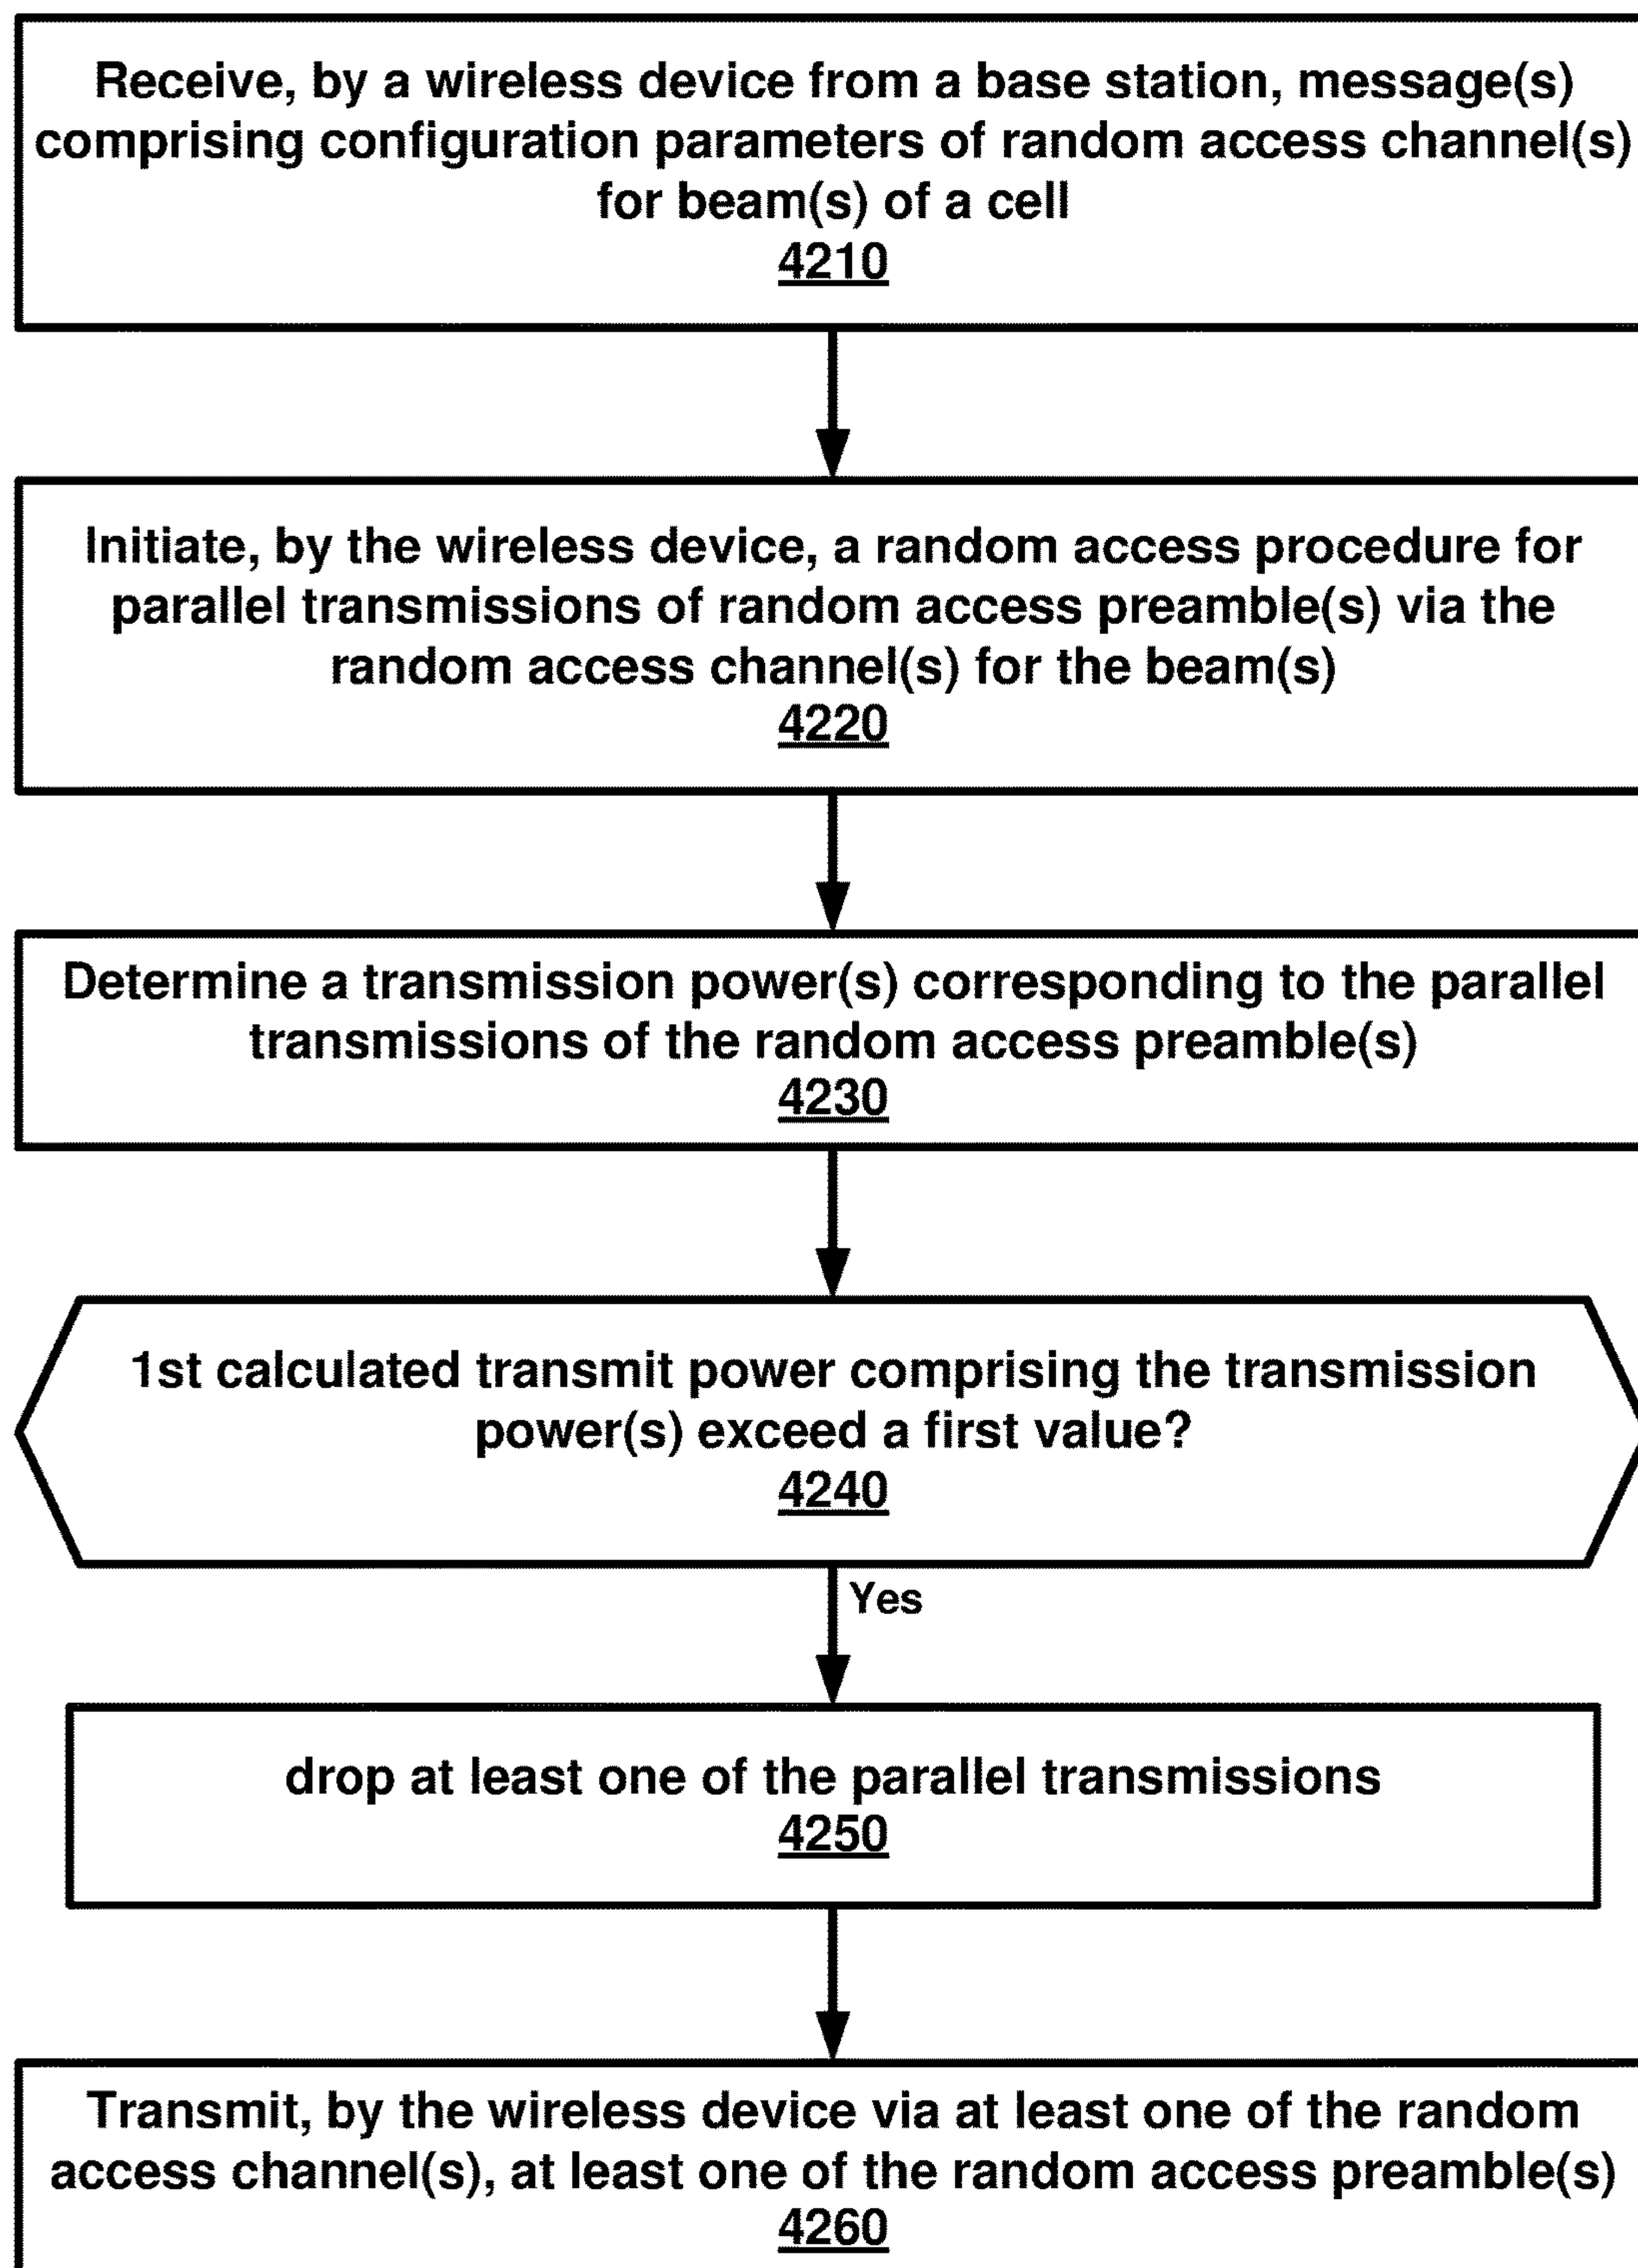 Receive, by a wireless device from a base station, message(s)
comprising configuration parameters of random access channel(s)
for beam(s) of a cell
4210
Initiate, by the wireless device, a random access procedure for
parallel transmissions of random access preamble(s) via the
random access channel(s) for the beam(s)
4220
Determine a transmission power(s) corresponding to the parallel
transmissions of the random access preamble(s)
4230
1st calculated transmit power comprising the transmission
power(s) exceed a first value?
4240
Yes
drop at least one of the parallel transmissions
4250
Transmit, by the wireless device via at least one of the random
access channel(s), at least one of the random access preamble(s)
4260